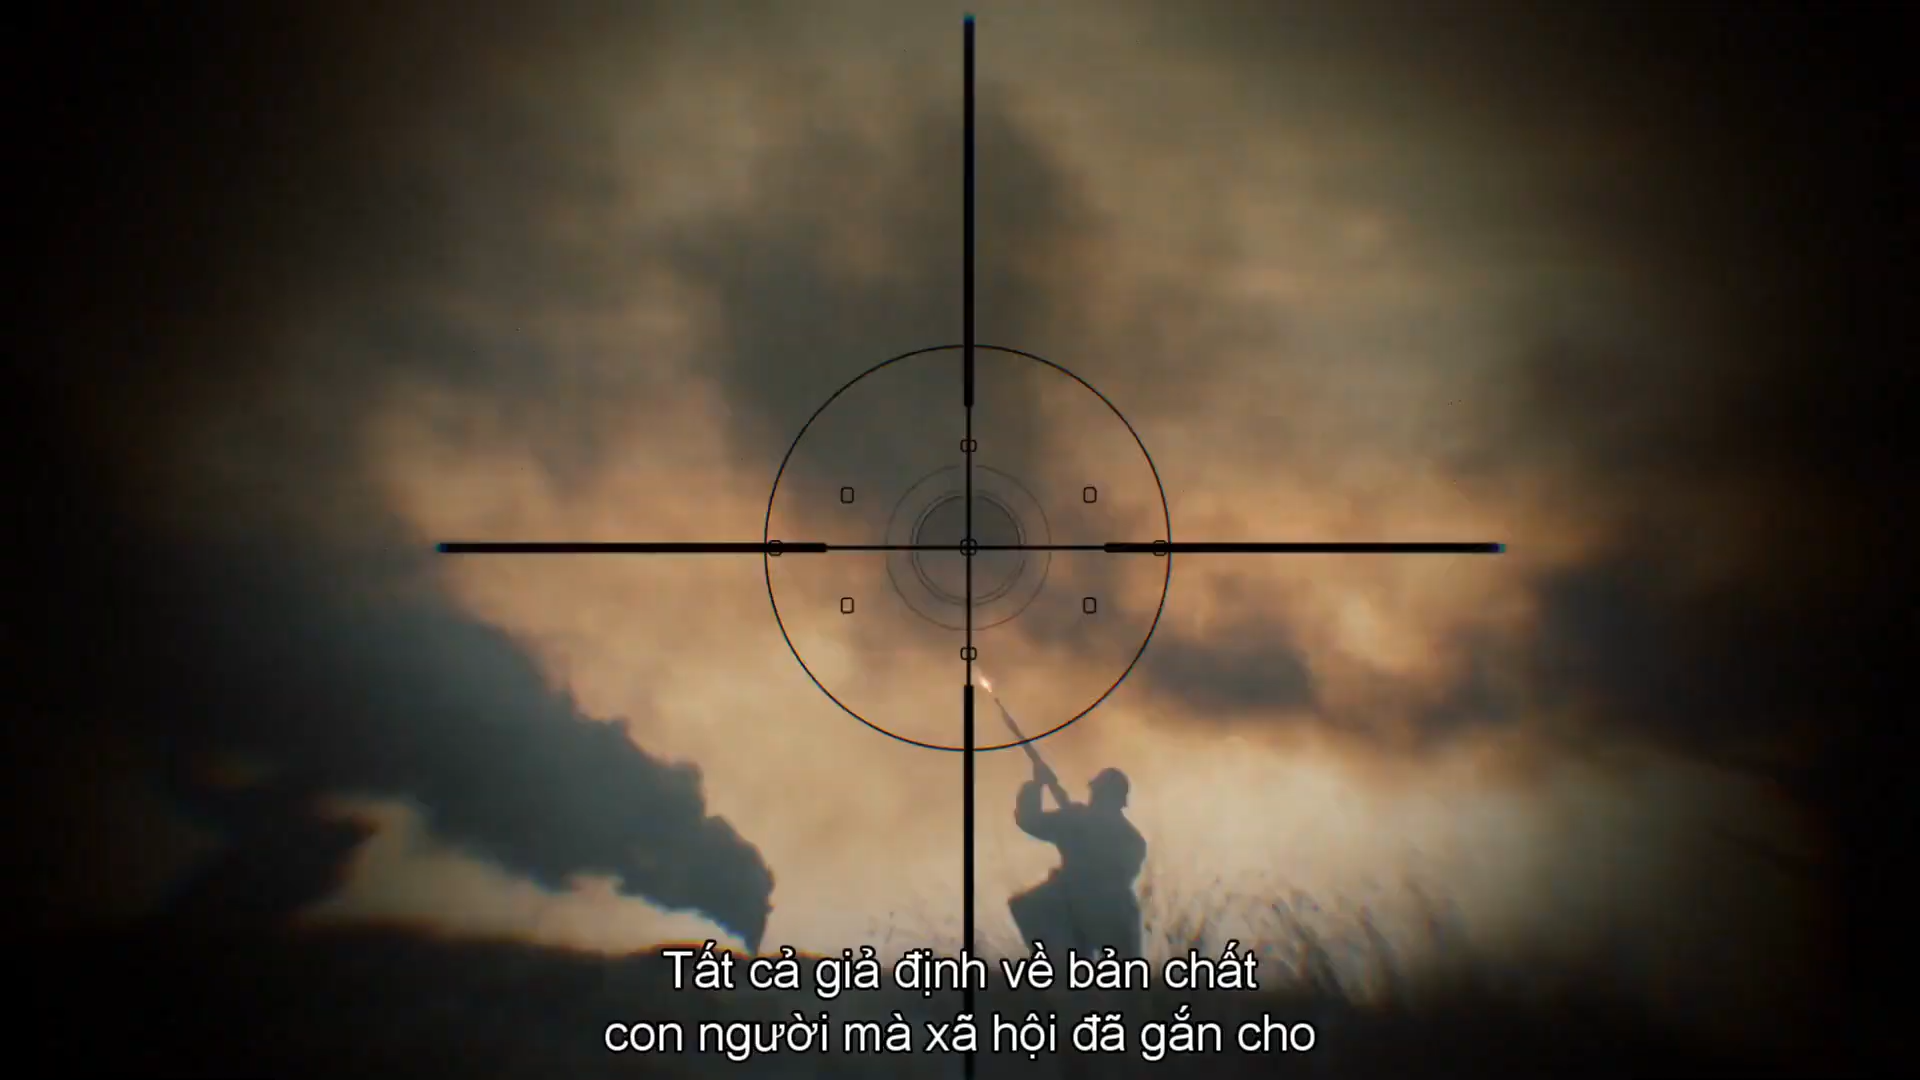 Tất cả giả định về bản chất
con người mà xã hội đã gắn cho